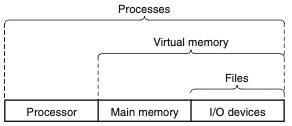 Processes
Virtual memory
Files
Processor
Main memory
I/O devices